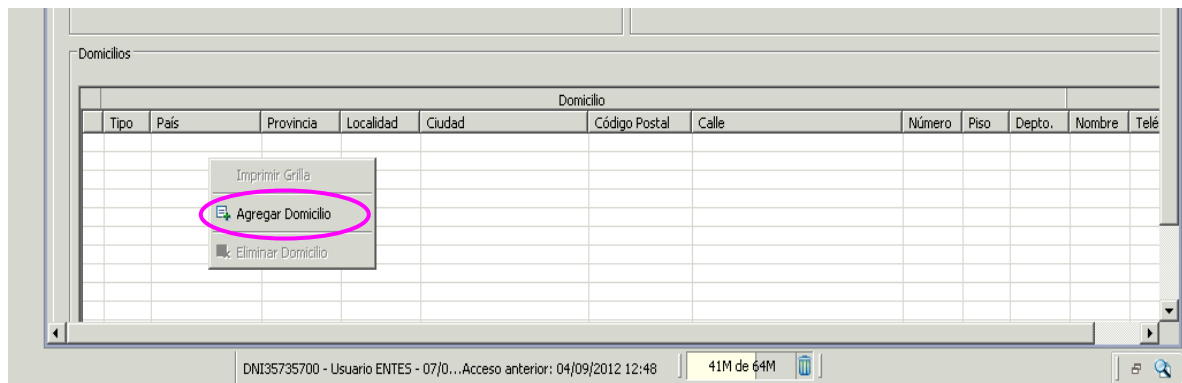 Domicilios
Domicilio
Tipo País Provincia Localidad Ciudad Código Postal Calle Número Piso Depto. Nombre Telé
Imprimir Grilla
Agregar Domicilio
Eliminar Domicilio
DNI35735700 - Usuario ENTES - 07/0...Acceso anterior: 04/09/2012 12:48 41M de 64M